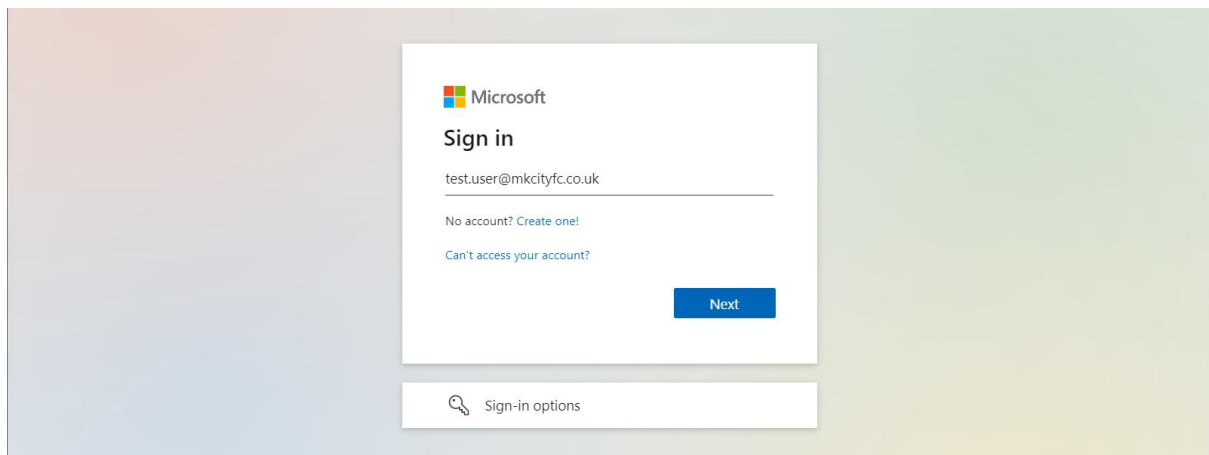 Microsoft
Sign in
test.user@mkcityfc.co.uk
No account? Create one!
Can't access your account?
Next
Sign-in options